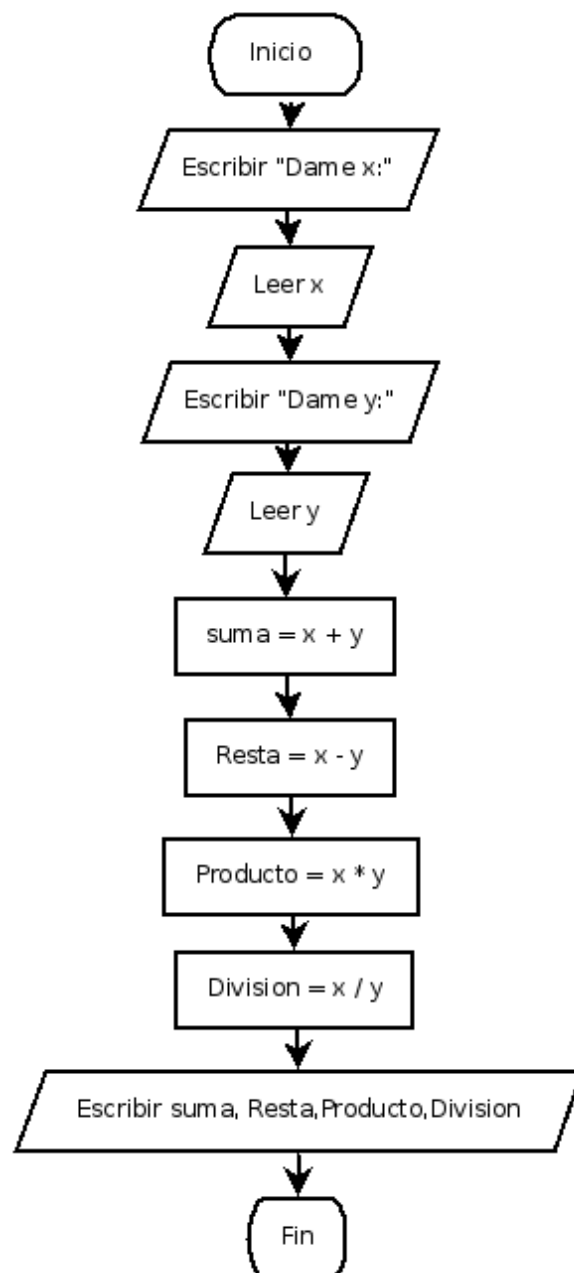 Inicio
Escribir "Dame x:"
Leer x
Escribir "Dame y:"
Leer y
suma = x + y
Resta = x - y
Producto = x * y
Division = x / y
Escribir suma, Resta,Producto,Division
Fin